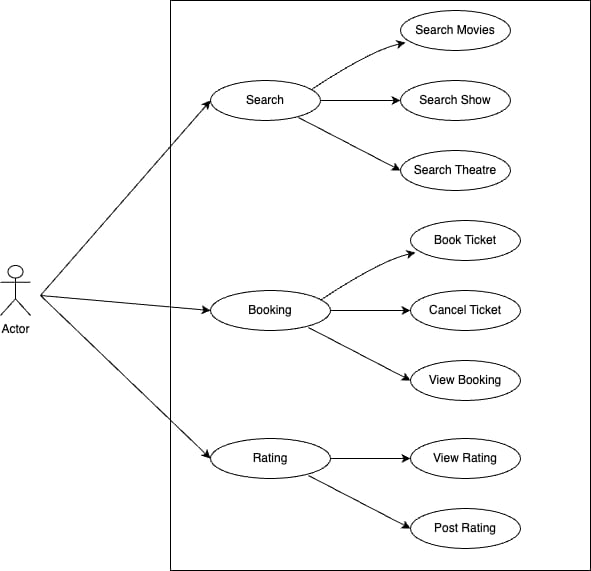 Search Movies
Search
Search Show
Search Theatre
Book Ticket
Actor
Booking
Cancel Ticket
View Booking
Rating
View Rating
Post Rating